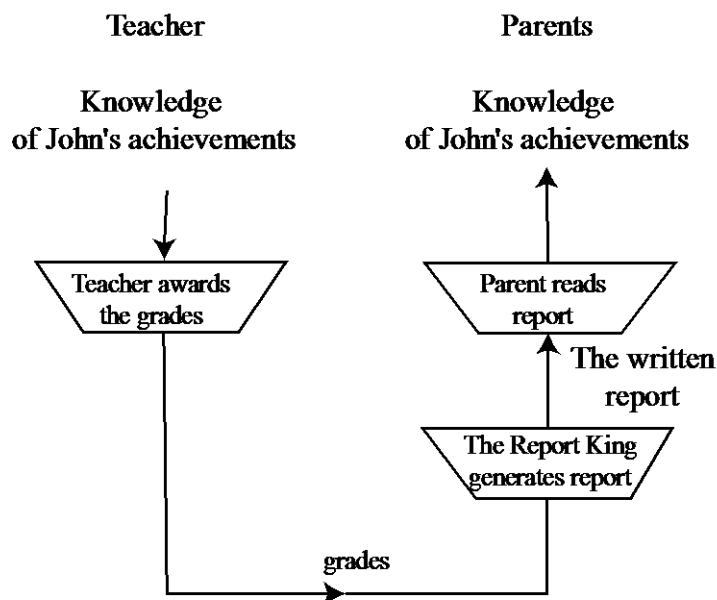 Teacher
Parents
Knowledge
of John's achievements
Knowledge
of John's achievements
Teacher awards
the grades
Parent reads
report
The written
report
The Report King
generates report
grades